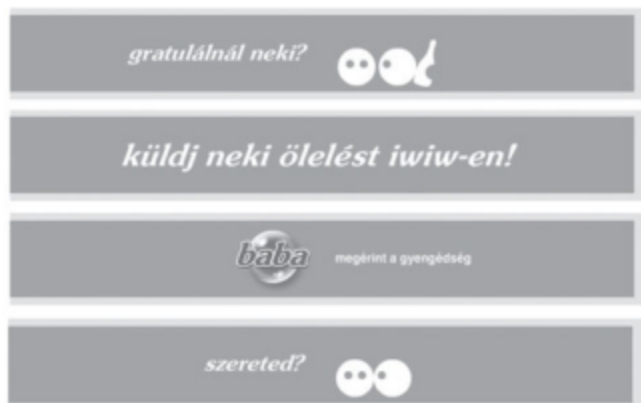 gratulálnál neki?
küldj neki ölelést iwiw-en!
baba
megérint a gyengédség
szereted?